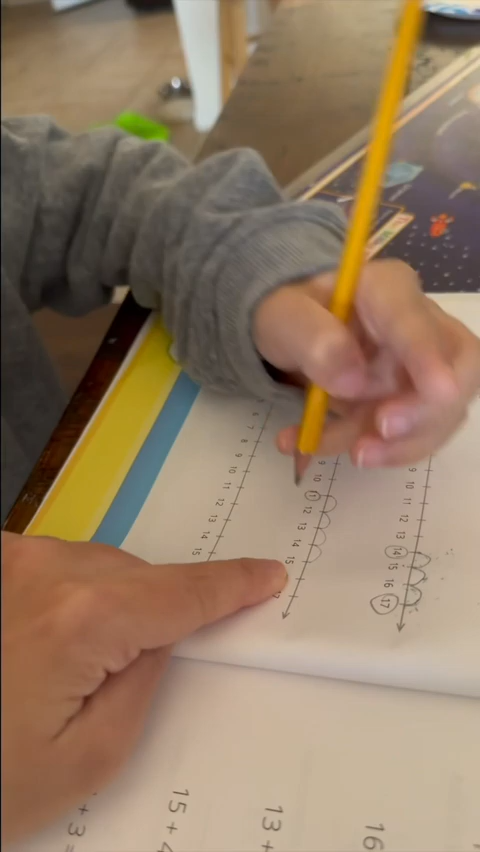 9 10 11 12 13 14 15 16 17
9 10 11 12 13 14 15
6 7 8 9 10 11 12 13 14 15
16
13 +
15 + 4
+ 3 =